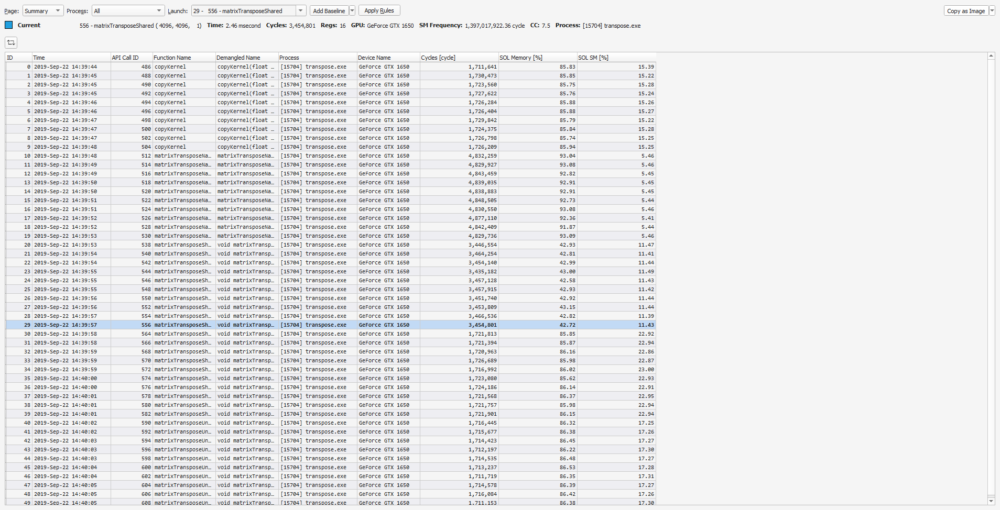 Page: Summary Process: All Launch: 29 - 556 - matrixTransposeShared Add Baseline Apply Rules Copy as Image
Current 556 - matrixTransposeShared ( 4096, 4096, 1) Time: 2.46 msecond Cycles: 3,454,801 Regs: 16 GPU: GeForce GTX 1650 SM Frequency: 1,397,017,922.36 cycle CC: 7.5 Process: [15704] transpose.exe
ID Time API Call ID Function Name Demangled Name Process Device Name Cycles [cycle] SOL Memory [%] SOL SM [%]
0 2019-Sep-22 14:39:44 486 copyKernel copyKernel(float ... [15704] transpose.exe GeForce GTX 1650 1,711,641 85.83 15.39
1 2019-Sep-22 14:39:45 488 copyKernel copyKernel(float ... [15704] transpose.exe GeForce GTX 1650 1,730,473 85.85 15.22
2 2019-Sep-22 14:39:45 490 copyKernel copyKernel(float ... [15704] transpose.exe GeForce GTX 1650 1,723,560 85.75 15.28
3 2019-Sep-22 14:39:45 492 copyKernel copyKernel(float ... [15704] transpose.exe GeForce GTX 1650 1,727,622 85.76 15.24
4 2019-Sep-22 14:39:46 494 copyKernel copyKernel(float ... [15704] transpose.exe GeForce GTX 1650 1,726,284 85.88 15.26
5 2019-Sep-22 14:39:46 496 copyKernel copyKernel(float ... [15704] transpose.exe GeForce GTX 1650 1,726,404 85.88 15.27
6 2019-Sep-22 14:39:47 498 copyKernel copyKernel(float ... [15704] transpose.exe GeForce GTX 1650 1,729,842 85.79 15.22
7 2019-Sep-22 14:39:47 500 copyKernel copyKernel(float ... [15704] transpose.exe GeForce GTX 1650 1,724,375 85.84 15.28
8 2019-Sep-22 14:39:47 502 copyKernel copyKernel(float ... [15704] transpose.exe GeForce GTX 1650 1,726,798 85.74 15.25
9 2019-Sep-22 14:39:48 504 copyKernel copyKernel(float ... [15704] transpose.exe GeForce GTX 1650 1,726,209 85.94 15.25
10 2019-Sep-22 14:39:48 512 matrixTransposeNa... matrixTransposeNa... [15704] transpose.exe GeForce GTX 1650 4,832,259 93.04 5.46
11 2019-Sep-22 14:39:49 514 matrixTransposeNa... matrixTransposeNa... [15704] transpose.exe GeForce GTX 1650 4,829,927 93.08 5.46
12 2019-Sep-22 14:39:49 516 matrixTransposeNa... matrixTransposeNa... [15704] transpose.exe GeForce GTX 1650 4,843,459 92.82 5.45
13 2019-Sep-22 14:39:50 518 matrixTransposeNa... matrixTransposeNa... [15704] transpose.exe GeForce GTX 1650 4,839,035 92.91 5.45
14 2019-Sep-22 14:39:50 520 matrixTransposeNa... matrixTransposeNa... [15704] transpose.exe GeForce GTX 1650 4,838,883 92.91 5.45
15 2019-Sep-22 14:39:51 522 matrixTransposeNa... matrixTransposeNa... [15704] transpose.exe GeForce GTX 1650 4,848,505 92.73 5.44
16 2019-Sep-22 14:39:51 524 matrixTransposeNa... matrixTransposeNa... [15704] transpose.exe GeForce GTX 1650 4,830,550 93.08 5.46
17 2019-Sep-22 14:39:52 526 matrixTransposeNa... matrixTransposeNa... [15704] transpose.exe GeForce GTX 1650 4,877,110 92.36 5.41
18 2019-Sep-22 14:39:52 528 matrixTransposeNa... matrixTransposeNa... [15704] transpose.exe GeForce GTX 1650 4,842,409 91.87 5.44
19 2019-Sep-22 14:39:53 530 matrixTransposeNa... matrixTransposeNa... [15704] transpose.exe GeForce GTX 1650 4,829,736 93.09 5.46
20 2019-Sep-22 14:39:53 538 matrixTransposeSh... void matrixTransp... [15704] transpose.exe GeForce GTX 1650 3,446,554 42.93 11.47
21 2019-Sep-22 14:39:54 540 matrixTransposeSh... void matrixTransp... [15704] transpose.exe GeForce GTX 1650 3,464,254 42.81 11.41
22 2019-Sep-22 14:39:54 542 matrixTransposeSh... void matrixTransp... [15704] transpose.exe GeForce GTX 1650 3,454,140 42.99 11.44
23 2019-Sep-22 14:39:55 544 matrixTransposeSh... void matrixTransp... [15704] transpose.exe GeForce GTX 1650 3,435,182 43.00 11.49
24 2019-Sep-22 14:39:55 546 matrixTransposeSh... void matrixTransp... [15704] transpose.exe GeForce GTX 1650 3,457,128 42.58 11.43
25 2019-Sep-22 14:39:55 548 matrixTransposeSh... void matrixTransp... [15704] transpose.exe GeForce GTX 1650 3,457,915 42.93 11.42
26 2019-Sep-22 14:39:56 550 matrixTransposeSh... void matrixTransp... [15704] transpose.exe GeForce GTX 1650 3,451,740 42.92 11.44
27 2019-Sep-22 14:39:56 552 matrixTransposeSh... void matrixTransp... [15704] transpose.exe GeForce GTX 1650 3,453,809 43.15 11.44
28 2019-Sep-22 14:39:57 554 matrixTransposeSh... void matrixTransp... [15704] transpose.exe GeForce GTX 1650 3,466,536 42.82 11.39
29 2019-Sep-22 14:39:57 556 matrixTransposeSh... void matrixTransp... [15704] transpose.exe GeForce GTX 1650 3,454,801 42.72 11.43
30 2019-Sep-22 14:39:58 564 matrixTransposeSh... void matrixTransp... [15704] transpose.exe GeForce GTX 1650 1,721,813 85.85 22.92
31 2019-Sep-22 14:39:58 566 matrixTransposeSh... void matrixTransp... [15704] transpose.exe GeForce GTX 1650 1,721,394 85.87 22.94
32 2019-Sep-22 14:39:59 568 matrixTransposeSh... void matrixTransp... [15704] transpose.exe GeForce GTX 1650 1,720,963 86.16 22.86
33 2019-Sep-22 14:39:59 570 matrixTransposeSh... void matrixTransp... [15704] transpose.exe GeForce GTX 1650 1,726,689 85.98 22.87
34 2019-Sep-22 14:39:59 572 matrixTransposeSh... void matrixTransp... [15704] transpose.exe GeForce GTX 1650 1,716,992 86.02 23.00
35 2019-Sep-22 14:40:00 574 matrixTransposeSh... void matrixTransp... [15704] transpose.exe GeForce GTX 1650 1,723,080 85.62 22.93
36 2019-Sep-22 14:40:00 576 matrixTransposeSh... void matrixTransp... [15704] transpose.exe GeForce GTX 1650 1,724,186 86.14 22.91
37 2019-Sep-22 14:40:01 578 matrixTransposeSh... void matrixTransp... [15704] transpose.exe GeForce GTX 1650 1,721,568 86.37 22.95
38 2019-Sep-22 14:40:01 580 matrixTransposeSh... void matrixTransp... [15704] transpose.exe GeForce GTX 1650 1,721,757 85.98 22.94
39 2019-Sep-22 14:40:01 582 matrixTransposeSh... void matrixTransp... [15704] transpose.exe GeForce GTX 1650 1,721,901 86.15 22.94
40 2019-Sep-22 14:40:02 590 matrixTransposeUn... void matrixTransp... [15704] transpose.exe GeForce GTX 1650 1,716,445 86.32 17.25
41 2019-Sep-22 14:40:02 592 matrixTransposeUn... void matrixTransp... [15704] transpose.exe GeForce GTX 1650 1,715,677 86.38 17.26
42 2019-Sep-22 14:40:03 594 matrixTransposeUn... void matrixTransp... [15704] transpose.exe GeForce GTX 1650 1,714,423 86.45 17.27
43 2019-Sep-22 14:40:03 596 matrixTransposeUn... void matrixTransp... [15704] transpose.exe GeForce GTX 1650 1,712,197 86.22 17.30
44 2019-Sep-22 14:40:03 598 matrixTransposeUn... void matrixTransp... [15704] transpose.exe GeForce GTX 1650 1,714,535 86.48 17.27
45 2019-Sep-22 14:40:04 600 matrixTransposeUn... void matrixTransp... [15704] transpose.exe GeForce GTX 1650 1,713,237 86.53 17.28
46 2019-Sep-22 14:40:04 602 matrixTransposeUn... void matrixTransp... [15704] transpose.exe GeForce GTX 1650 1,711,719 86.35 17.31
47 2019-Sep-22 14:40:05 604 matrixTransposeUn... void matrixTransp... [15704] transpose.exe GeForce GTX 1650 1,714,578 86.39 17.27
48 2019-Sep-22 14:40:05 606 matrixTransposeUn... void matrixTransp... [15704] transpose.exe GeForce GTX 1650 1,716,084 86.42 17.26
49 2019-Sep-22 14:40:05 608 matrixTransposeUn... void matrixTransp... [15704] transpose.exe GeForce GTX 1650 1,711,153 86.38 17.30